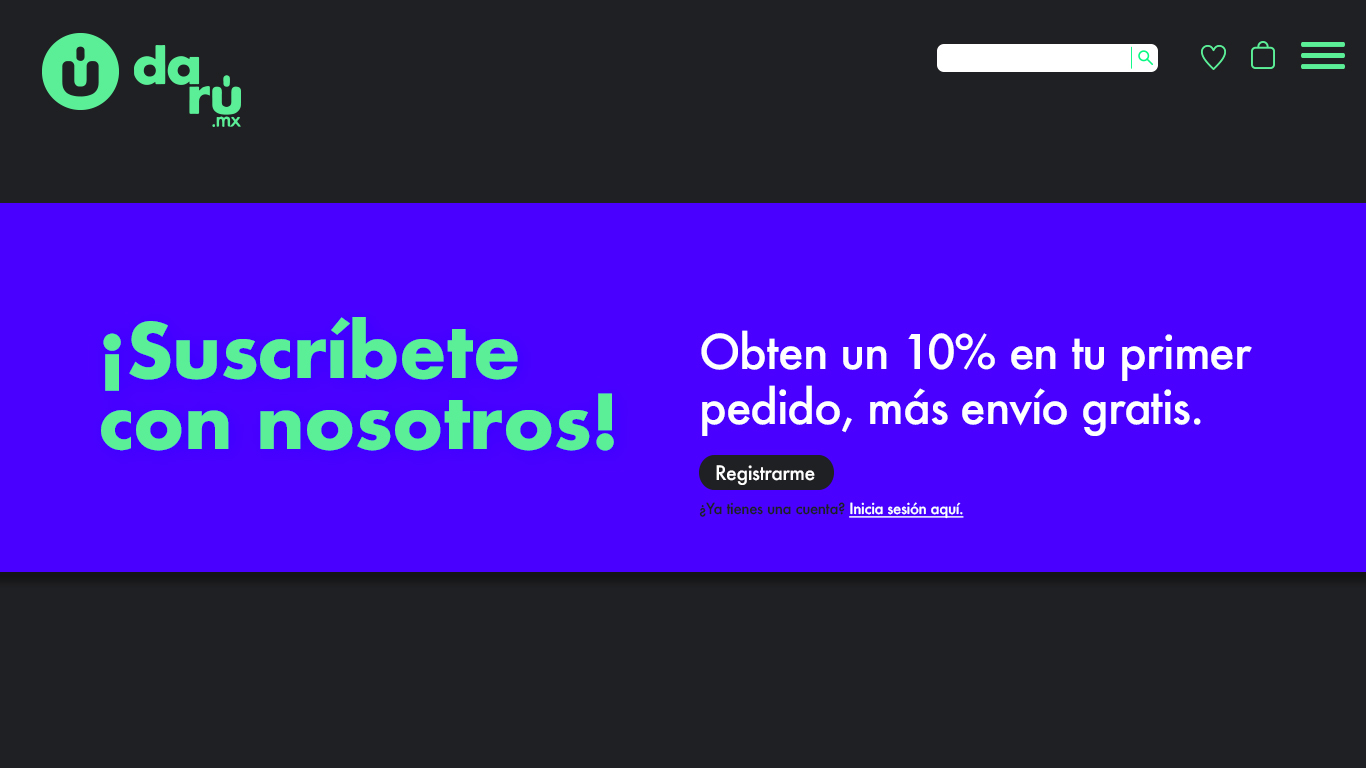 darú
.mx
¡Suscríbete
con nosotros!
Obten un 10% en tu primer
pedido, más envío gratis.
Registrarme
¿Ya tienes una cuenta? Inicia sesión aquí.